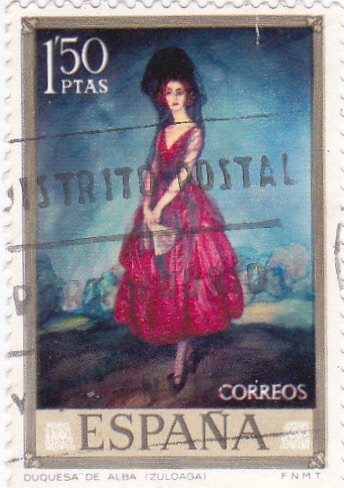 1'50
PTAS
DISTRITO POSTAL
CORREOS
ESPAÑA
DUQUESA DE ALBA (ZULOAGA) F N M T